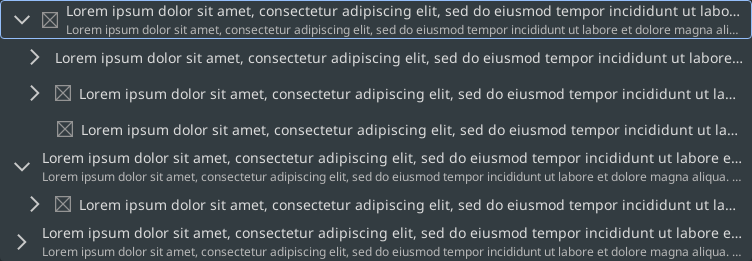 Lorem ipsum dolor sit amet, consectetur adipiscing elit, sed do eiusmod tempor incididunt ut labo...
Lorem ipsum dolor sit amet, consectetur adipiscing elit, sed do eiusmod tempor incididunt ut labore et dolore magna ali...
Lorem ipsum dolor sit amet, consectetur adipiscing elit, sed do eiusmod tempor incididunt ut labore...
Lorem ipsum dolor sit amet, consectetur adipiscing elit, sed do eiusmod tempor incididunt ut la...
Lorem ipsum dolor sit amet, consectetur adipiscing elit, sed do eiusmod tempor incididunt ut la...
Lorem ipsum dolor sit amet, consectetur adipiscing elit, sed do eiusmod tempor incididunt ut labore e...
Lorem ipsum dolor sit amet, consectetur adipiscing elit, sed do eiusmod tempor incididunt ut labore et dolore magna aliqua. ...
Lorem ipsum dolor sit amet, consectetur adipiscing elit, sed do eiusmod tempor incididunt ut la...
Lorem ipsum dolor sit amet, consectetur adipiscing elit, sed do eiusmod tempor incididunt ut labore e...
Lorem ipsum dolor sit amet, consectetur adipiscing elit, sed do eiusmod tempor incididunt ut labore et dolore magna aliqua. ...